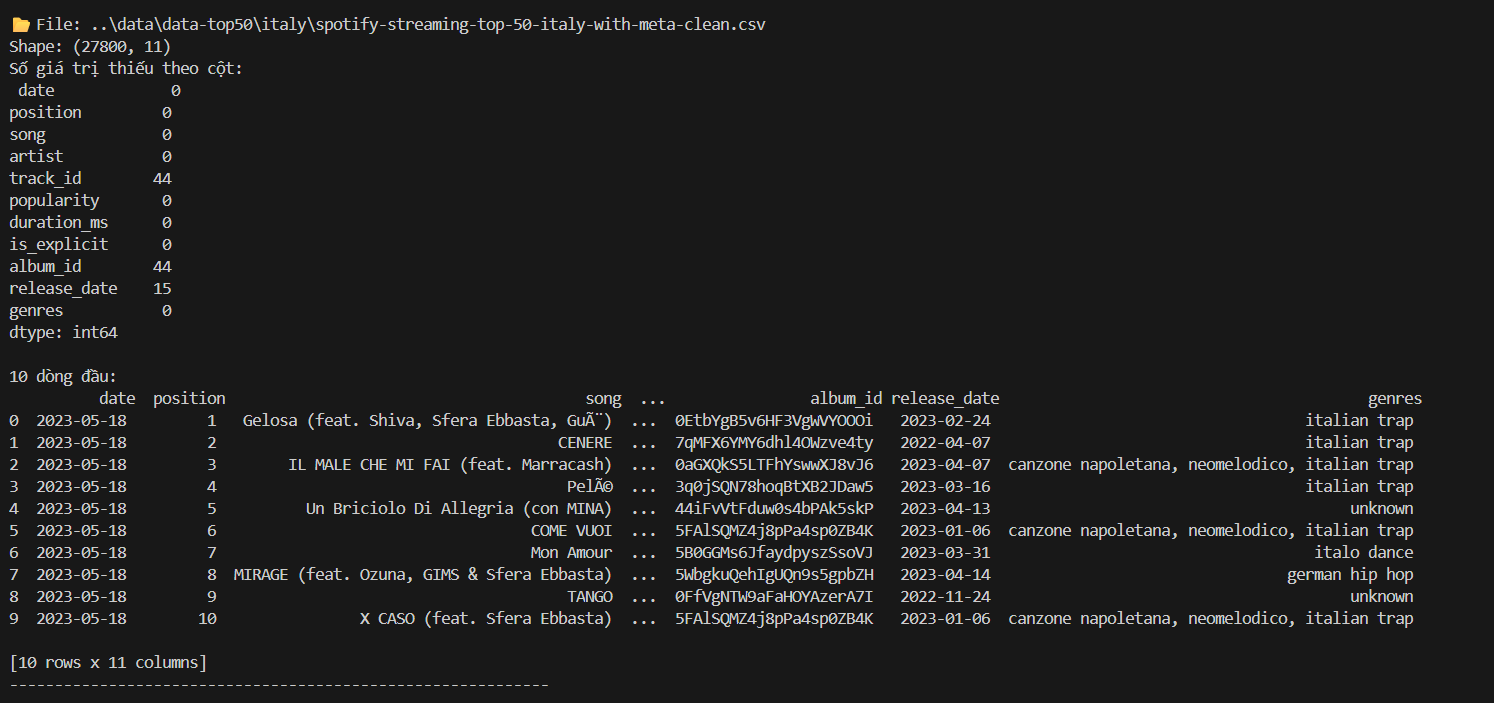 📂 File: ..\data\data-top50\italy\spotify-streaming-top-50-italy-with-meta-clean.csv
Shape: (27800, 11)
Số giá trị thiếu theo cột:
 date             0
position         0
song             0
artist           0
track_id        44
popularity       0
duration_ms      0
is_explicit      0
album_id        44
release_date    15
genres           0
dtype: int64
10 dòng đầu:
date  position  song  ...  album_id  release_date  genres
0  2023-05-18  1  Gelosa (feat. Shiva, Sfera Ebbasta, GuÃ¨)  ...  0EtbYgB5v6HF3VgWVYOOOi  2023-02-24  italian trap
1  2023-05-18  2  CENERE  ...  7qMFX6YMY6dhl4OWzve4ty  2022-04-07  italian trap
2  2023-05-18  3  IL MALE CHE MI FAI (feat. Marracash)  ...  0aGXQkS5LTFhYswwXJ8vJ6  2023-04-07  canzone napoletana, neomelodico, italian trap
3  2023-05-18  4  PelÃ©  ...  3q0jSQN78hoqBtXB2JDaw5  2023-03-16  italian trap
4  2023-05-18  5  Un Briciolo Di Allegria (con MINA)  ...  44iFvVtFduw0s4bPAk5skP  2023-04-13  unknown
5  2023-05-18  6  COME VUOI  ...  5FAlSQMZ4j8pPa4sp0ZB4K  2023-01-06  canzone napoletana, neomelodico, italian trap
6  2023-05-18  7  Mon Amour  ...  5B0GGMs6JfaydpyszSsoVJ  2023-03-31  italo dance
7  2023-05-18  8  MIRAGE (feat. Ozuna, GIMS & Sfera Ebbasta)  ...  5WbgkuQehIgUQn9s5gpbZH  2023-04-14  german hip hop
8  2023-05-18  9  TANGO  ...  0FfVgNTW9aFaHOYAzerA7I  2022-11-24  unknown
9  2023-05-18  10  X CASO (feat. Sfera Ebbasta)  ...  5FAlSQMZ4j8pPa4sp0ZB4K  2023-01-06  canzone napoletana, neomelodico, italian trap
[10 rows x 11 columns]
------------------------------------------------------------